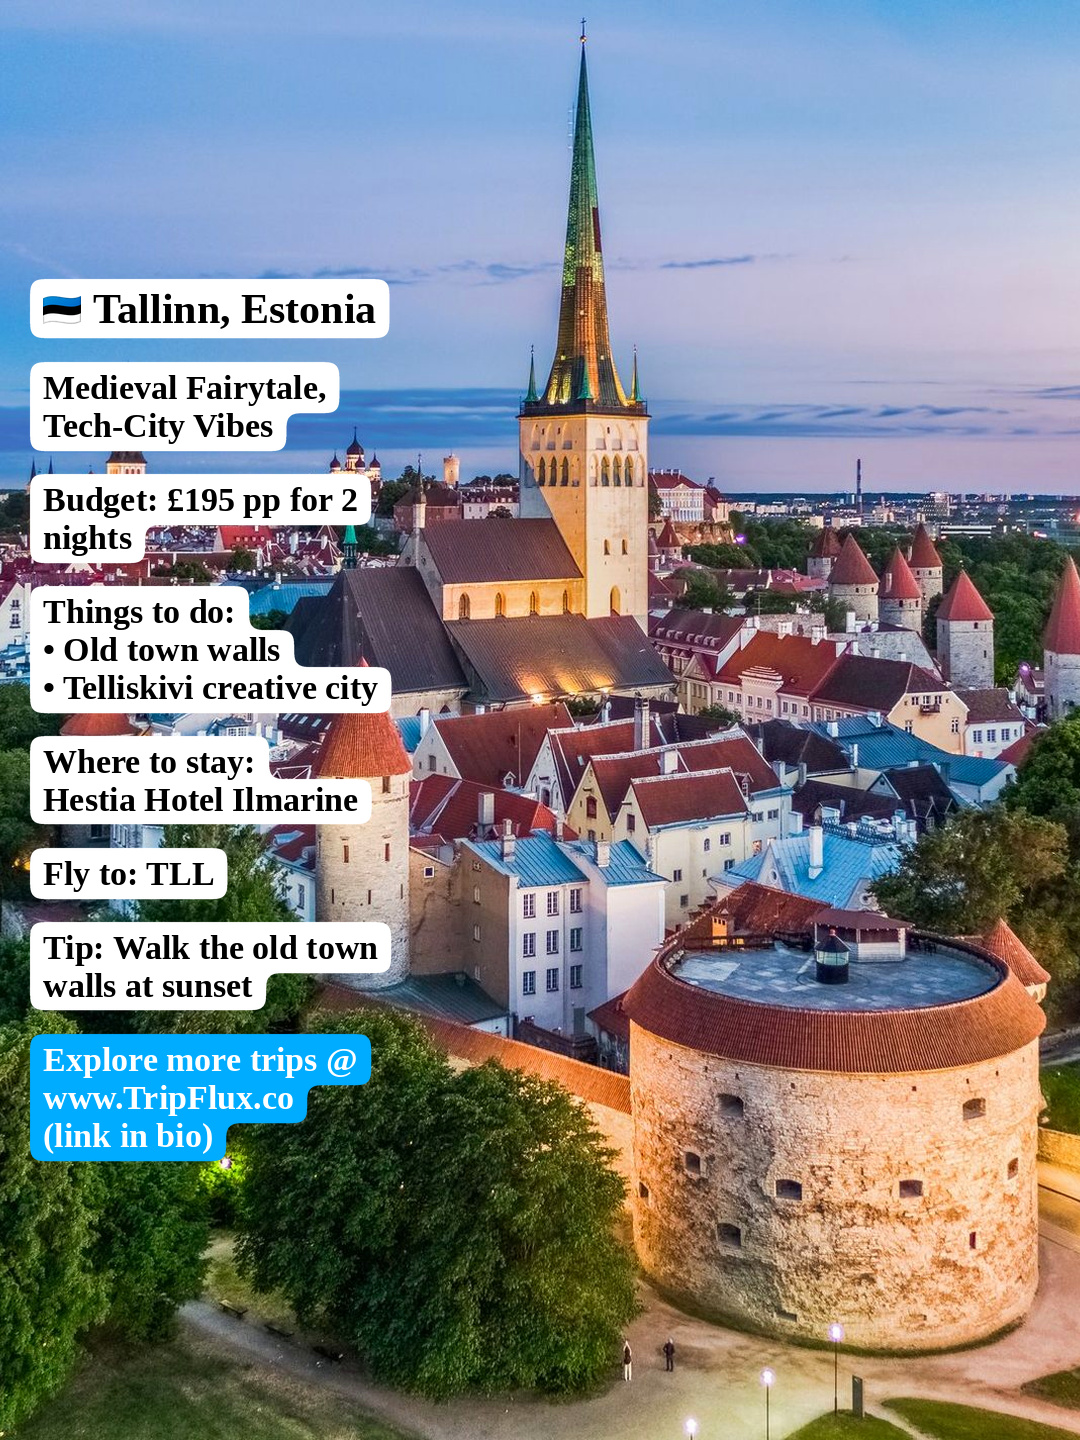 🇪🇪 Tallinn, Estonia
Medieval Fairytale,
Tech-City Vibes
Budget: £195 pp for 2
nights
Things to do:
• Old town walls
• Telliskivi creative city
Where to stay:
Hestia Hotel Ilmarine
Fly to: TLL
Tip: Walk the old town
walls at sunset
Explore more trips @
www.TripFlux.co
(link in bio)